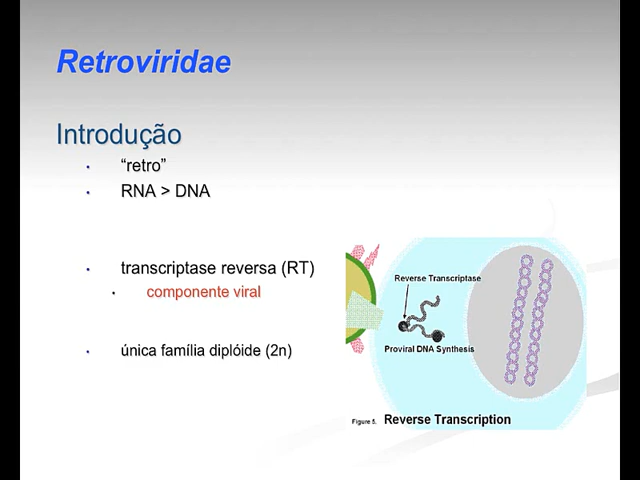 Retroviridae
Introdução
• “retro”
• RNA > DNA
• transcriptase reversa (RT)
• componente viral
• única família diplóide (2n)
Reverse Transcriptase
Proviral DNA Synthesis
Figure 5. Reverse Transcription